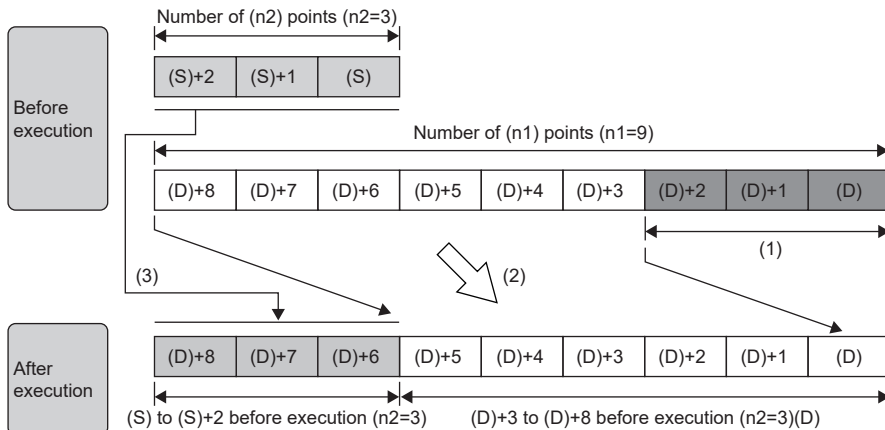 Number of (n2) points (n2=3)
(S)+2 (S)+1 (S)
Before
execution
Number of (n1) points (n1=9)
(D)+8 (D)+7 (D)+6 (D)+5 (D)+4 (D)+3 (D)+2 (D)+1 (D)
(1)
(3)
(2)
After
execution
(D)+8 (D)+7 (D)+6 (D)+5 (D)+4 (D)+3 (D)+2 (D)+1 (D)
(S) to (S)+2 before execution (n2=3) (D)+3 to (D)+8 before execution (n2=3)(D)